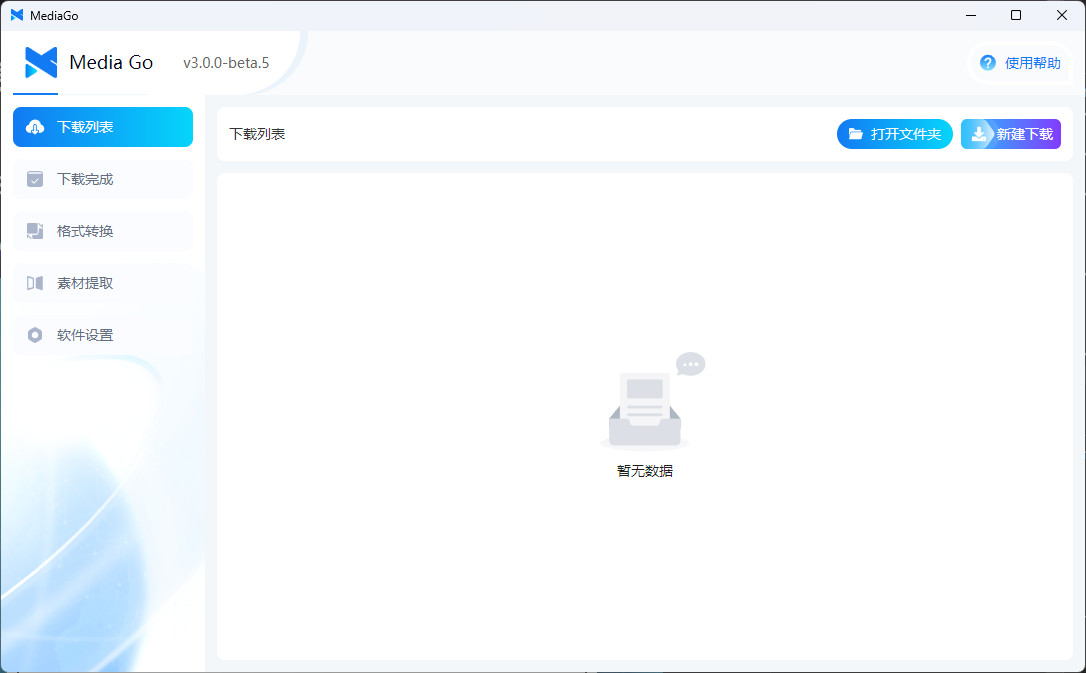 MediaGo
Media Go
v3.0.0-beta.5
使用帮助
下载列表
下载完成
格式转换
素材提取
软件设置
下载列表
打开文件夹
新建下载
暂无数据